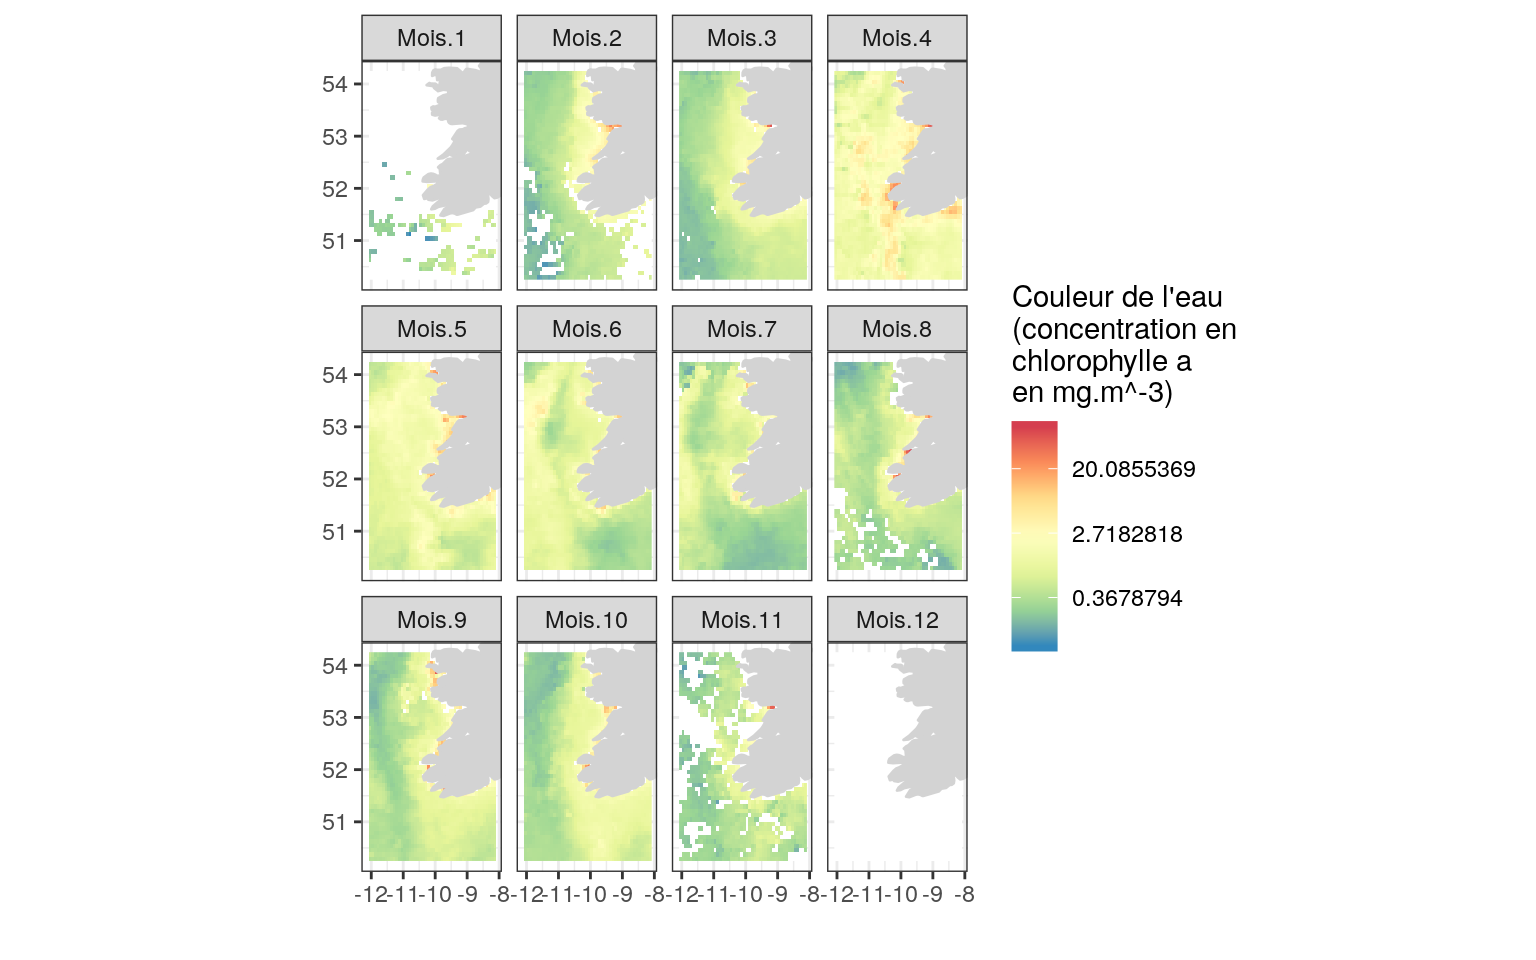 Mois.1 Mois.2 Mois.3 Mois.4
54
53
52
51
Mois.5 Mois.6 Mois.7 Mois.8
54
53
52
51
Mois.9 Mois.10 Mois.11 Mois.12
54
53
52
51
-12 -11 -10 -9 -8 -12 -11 -10 -9 -8 -12 -11 -10 -9 -8 -12 -11 -10 -9 -8
Couleur de l'eau
(concentration en
chlorophylle a
en mg.m^-3)
20.0855369
2.7182818
0.3678794